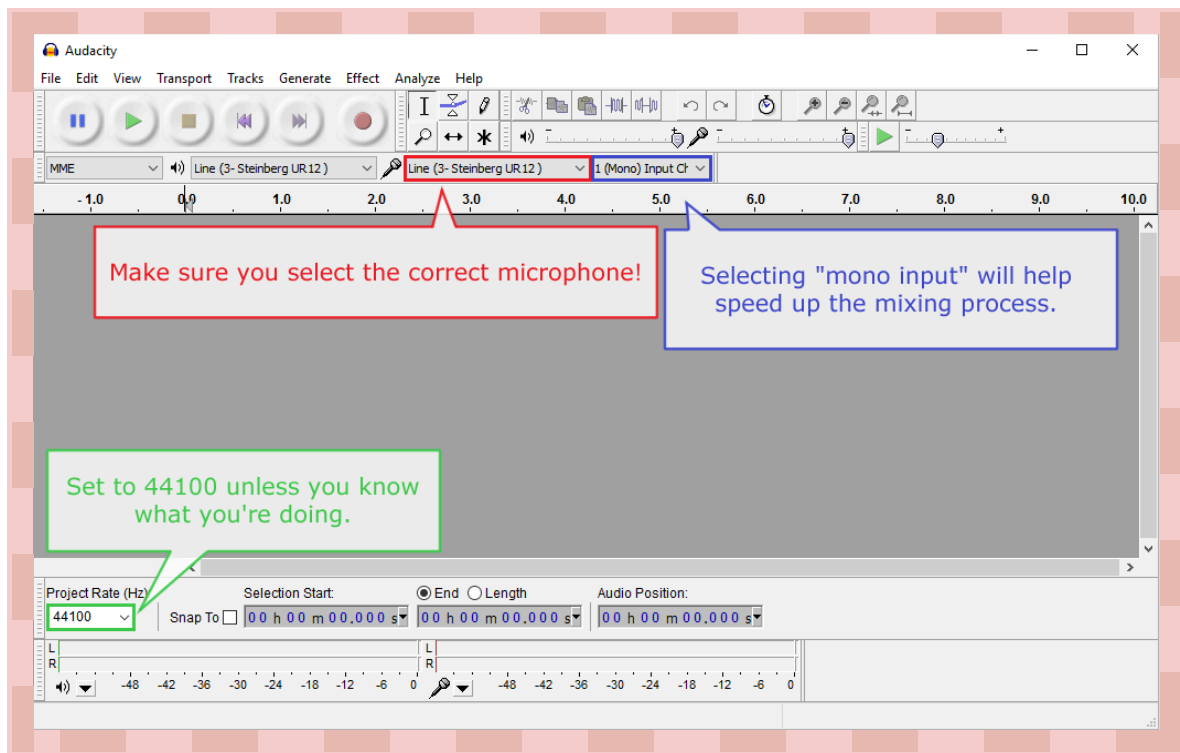 Audacity
File Edit View Transport Tracks Generate Effect Analyze Help
MME Line (3- Steinberg UR12 ) Line (3- Steinberg UR12 ) 1 (Mono) Input Ch
- 1.0 0.0 1.0 2.0 3.0 4.0 5.0 6.0 7.0 8.0 9.0 10.0
Make sure you select the correct microphone!
Selecting "mono input" will help
speed up the mixing process.
Set to 44100 unless you know
what you're doing.
Project Rate (Hz) Selection Start: End Length Audio Position:
44100 Snap To 00 h 00 m 00.000 s 00 h 00 m 00.000 s 00 h 00 m 00.000 s
L L
R R
-48 -42 -36 -30 -24 -18 -12 -6 0 -48 -42 -36 -30 -24 -18 -12 -6 0